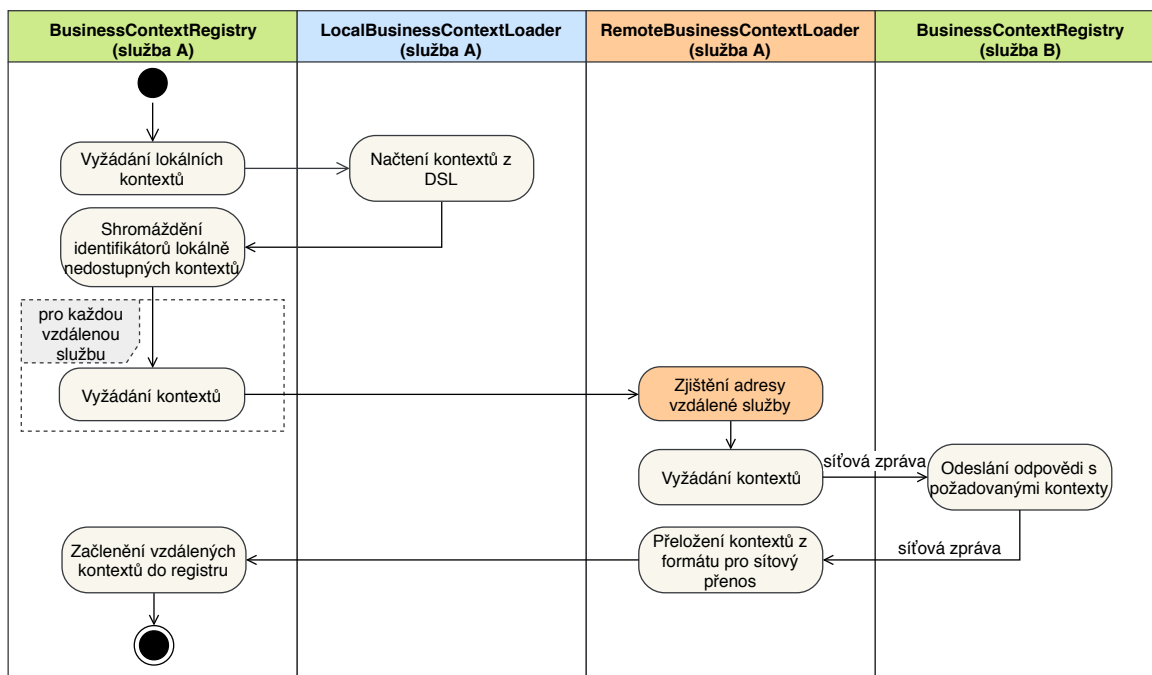 BusinessContextRegistry
(služba A)
LocalBusinessContextLoader
(služba A)
RemoteBusinessContextLoader
(služba A)
BusinessContextRegistry
(služba B)
Vyžádání lokálních
kontextů
Načtení kontextů z
DSL
Shromáždění
identifikátorů lokálně
nedostupných kontextů
pro každou
vzdálenou
službu
Vyžádání kontextů
Zjištění adresy
vzdálené služby
Vyžádání kontextů
síťová zpráva
Odeslání odpovědi s
požadovanými kontexty
síťová zpráva
Přeložení kontextů z
formátu pro sítový
přenos
Začlenění vzdálených
kontextů do registru